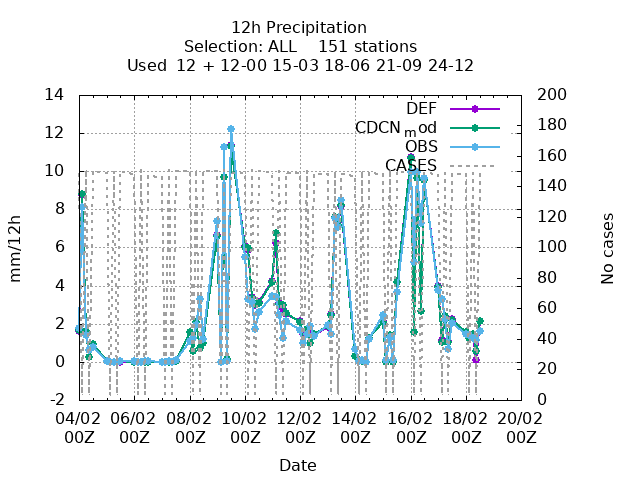 12h Precipitation
Selection: ALL 151 stations
Used 12 + 12-00 15-03 18-06 21-09 24-12
14 200
DEF
12 180
CDCN_mod
OBS
10 160
CASES
8 140
6 120
4 100
2 80
0 60
-2 40
20
0
mm/12h
No cases
04/02 06/02 08/02 10/02 12/02 14/02 16/02 18/02 20/02
00Z 00Z 00Z 00Z 00Z 00Z 00Z 00Z 00Z
Date